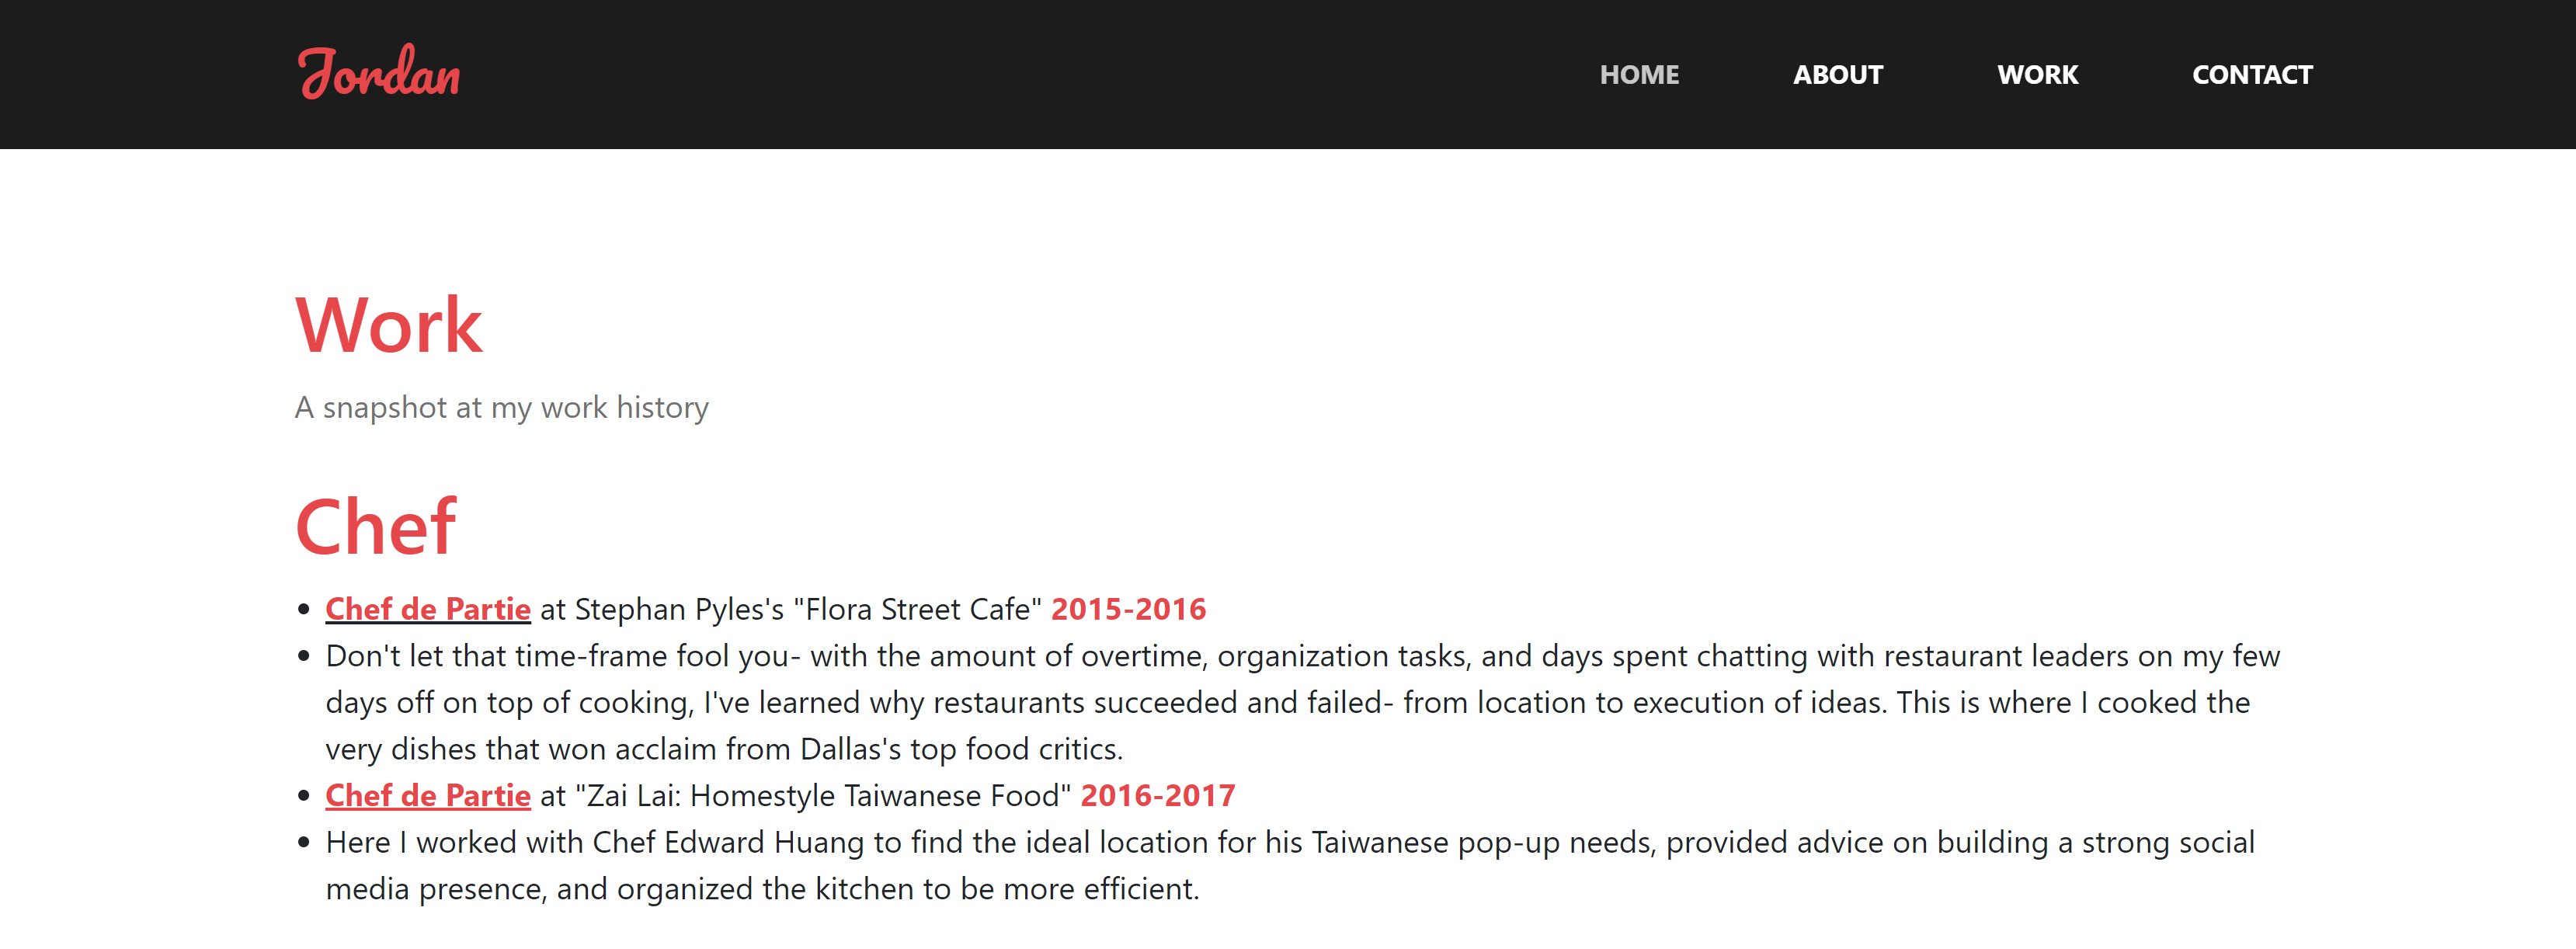 Jordan
HOME ABOUT WORK CONTACT
Work
A snapshot at my work history
Chef
Chef de Partie at Stephan Pyles's "Flora Street Cafe" 2015-2016
Don't let that time-frame fool you- with the amount of overtime, organization tasks, and days spent chatting with restaurant leaders on my few
days off on top of cooking, I've learned why restaurants succeeded and failed- from location to execution of ideas. This is where I cooked the
very dishes that won acclaim from Dallas's top food critics.
Chef de Partie at "Zai Lai: Homestyle Taiwanese Food" 2016-2017
Here I worked with Chef Edward Huang to find the ideal location for his Taiwanese pop-up needs, provided advice on building a strong social
media presence, and organized the kitchen to be more efficient.